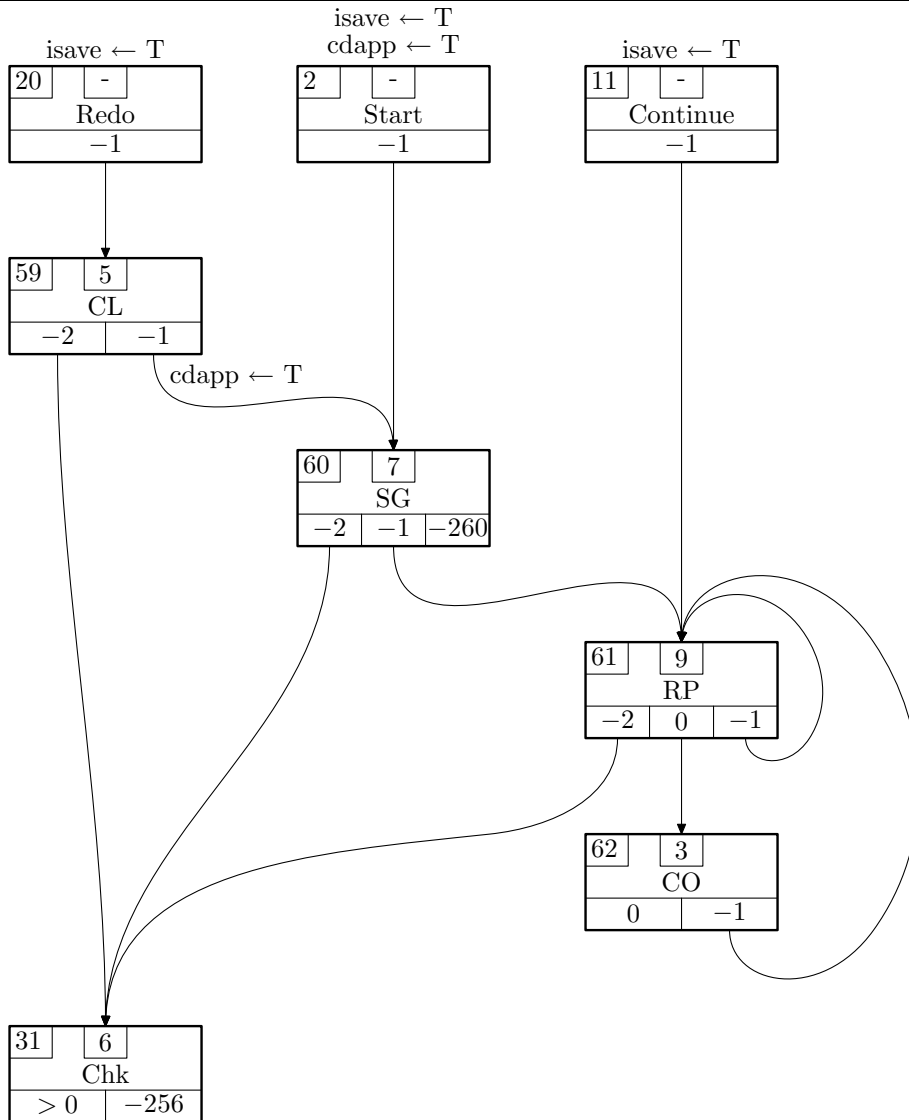 isave ← T
cdapp ← T
isave ← T
isave ← T
20 -
Redo
−1
2 -
Start
−1
11 -
Continue
−1
59 5
CL
−2 −1
cdapp ← T
60 7
SG
−2 −1 −260
61 9
RP
−2 0 −1
62 3
CO
0 −1
31 6
Chk
> 0 −256